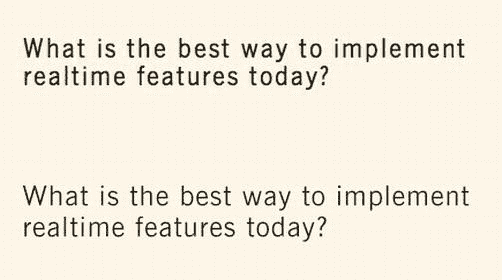 What is the best way to implement
realtime features today?
What is the best way to implement
realtime features today?